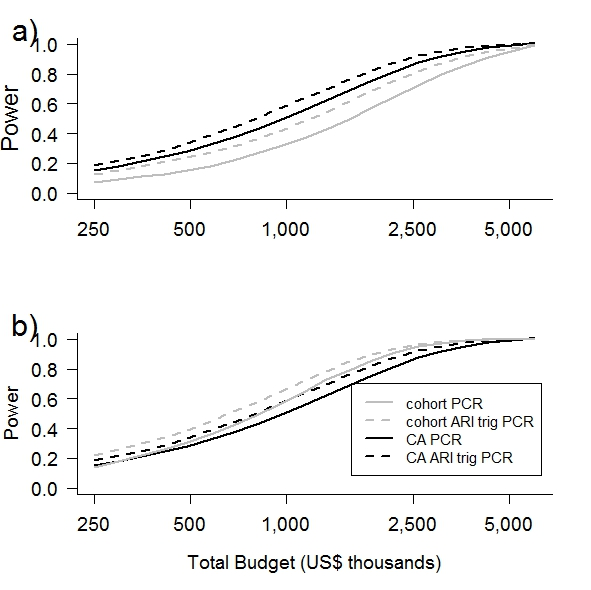 a)
1.0
0.8
0.6
0.4
0.2
0.0
Power
250 500 1,000 2,500 5,000
b)
1.0
0.8
0.6
0.4
0.2
0.0
Power
cohort PCR
cohort ARI trig PCR
CA PCR
CA ARI trig PCR
250 500 1,000 2,500 5,000
Total Budget (US$ thousands)